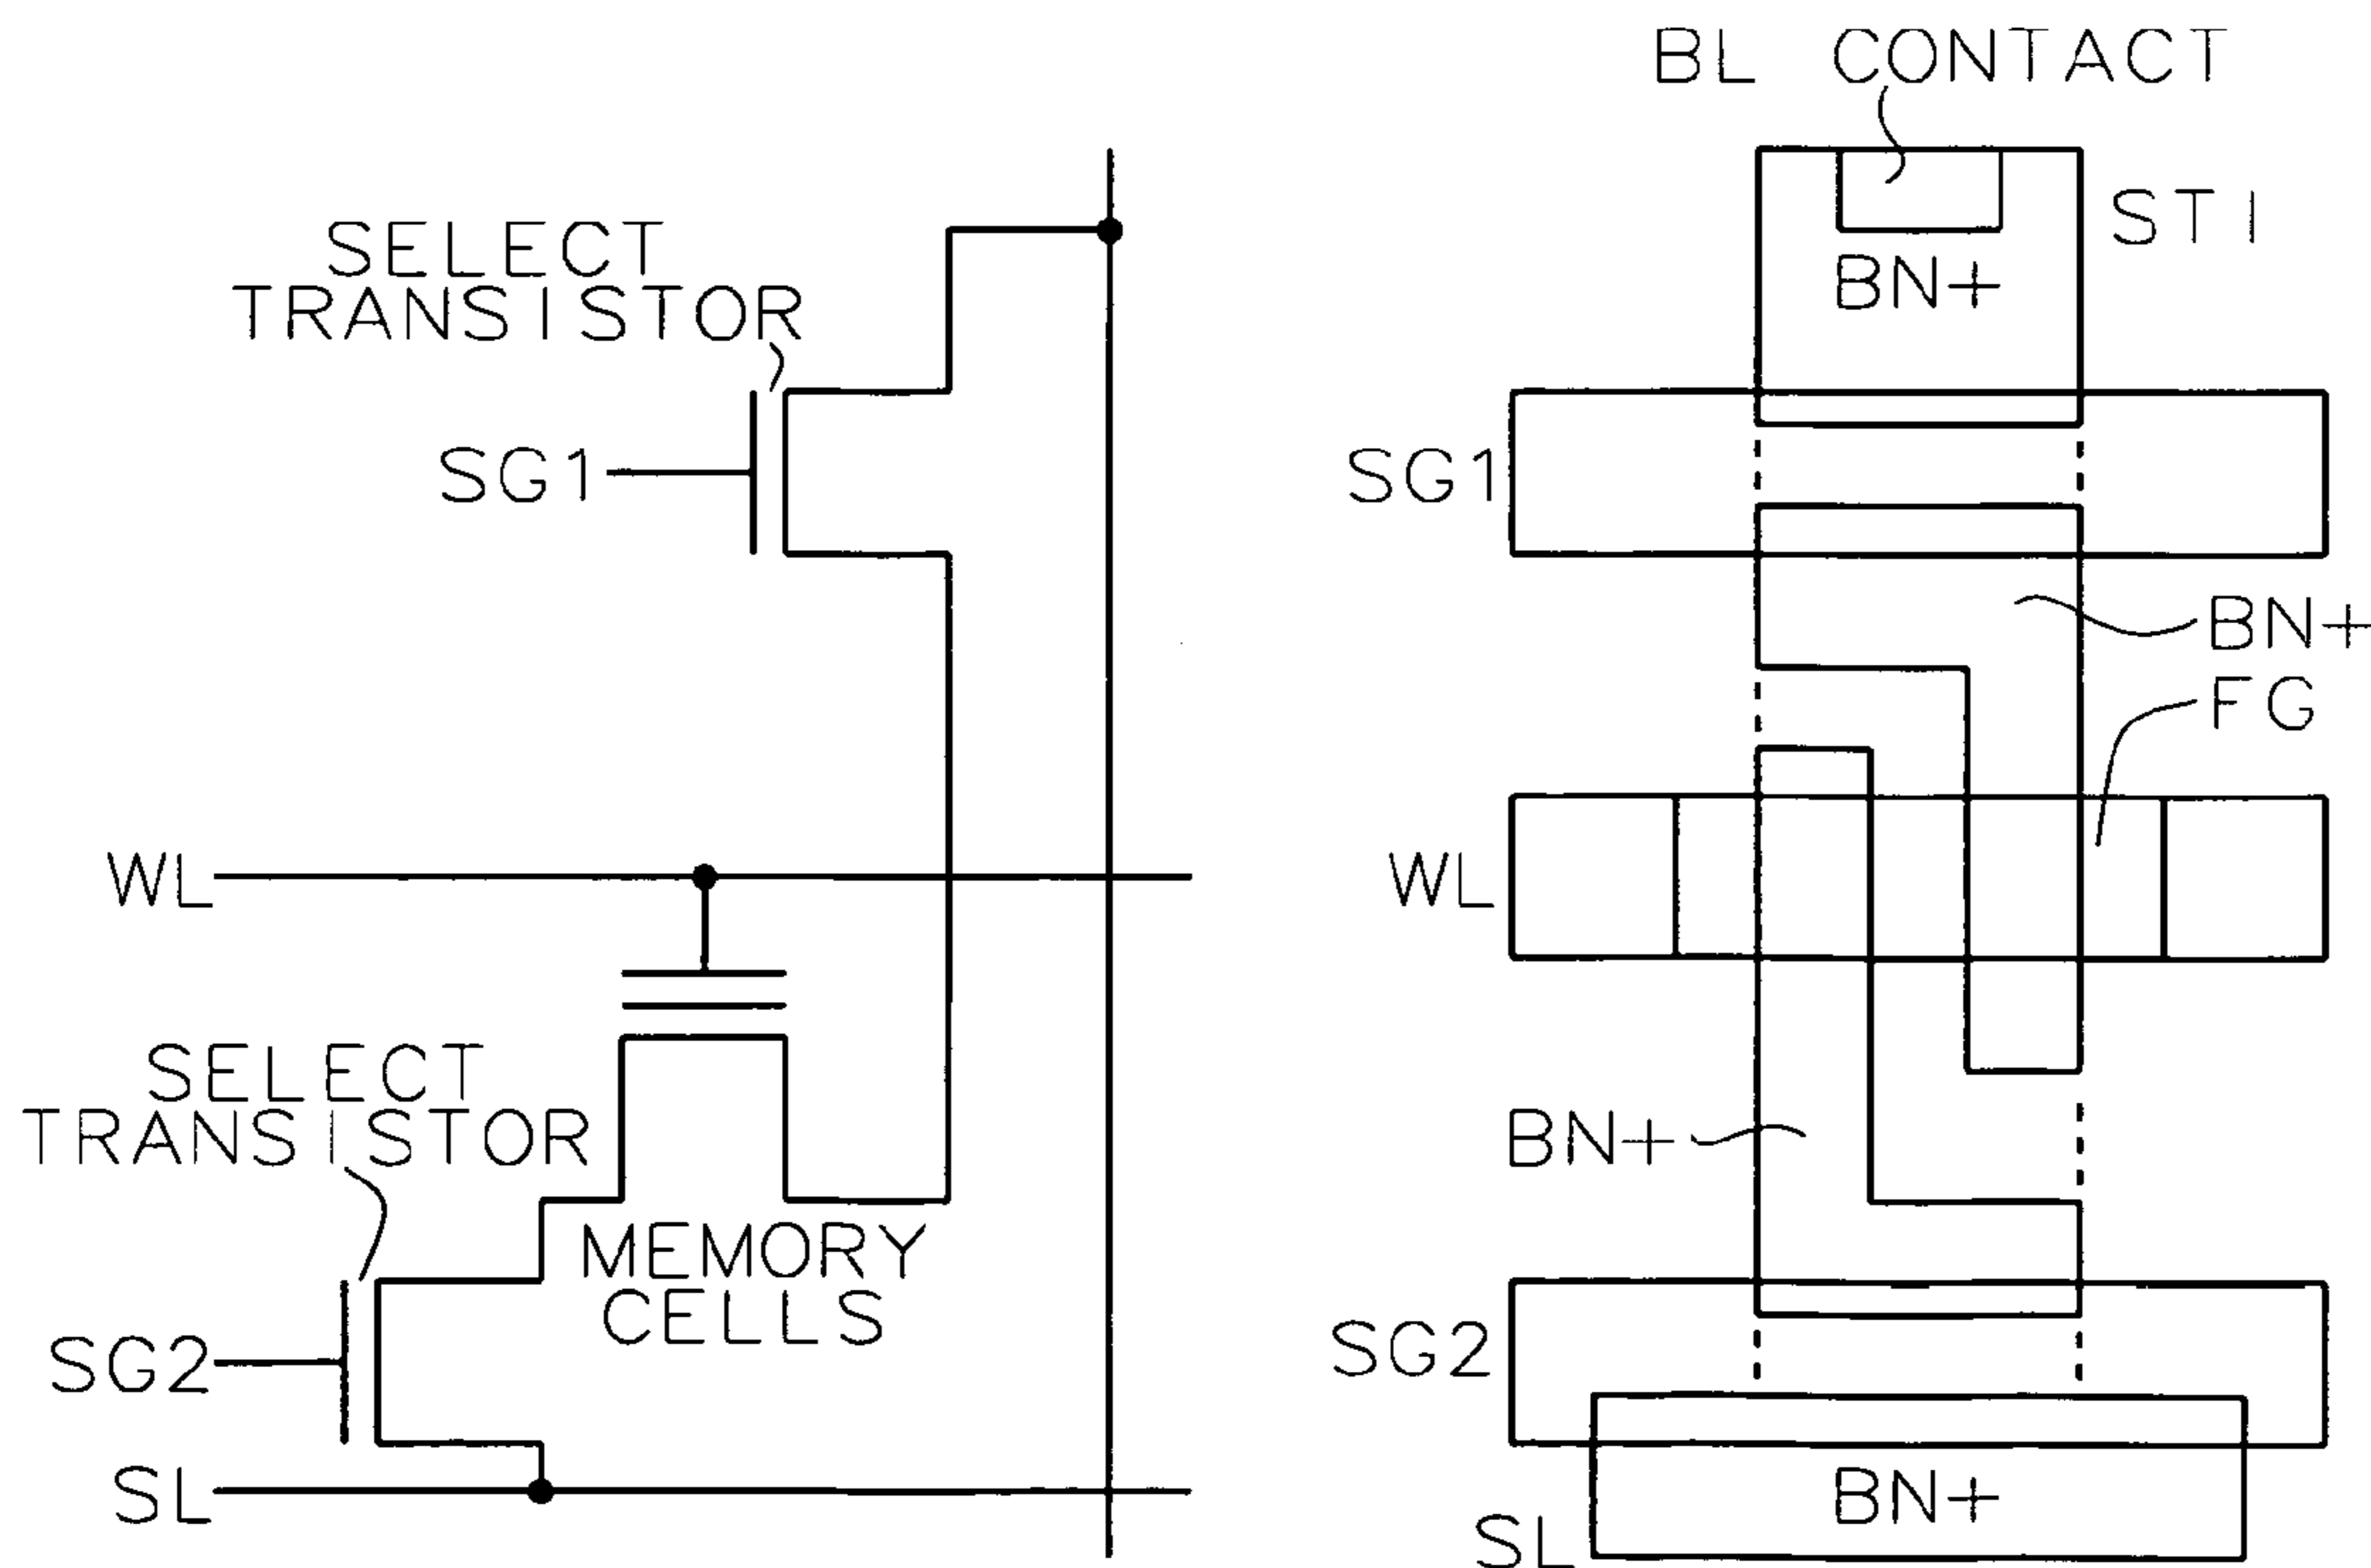 SELECT
TRANSISTOR
SG1
WL
SELECT
TRANSISTOR
MEMORY
CELLS
SG2
SL
BL CONTACT
STI
BN+
SG1
BN+
FG
WL
BN+
SG2
BN+
SL